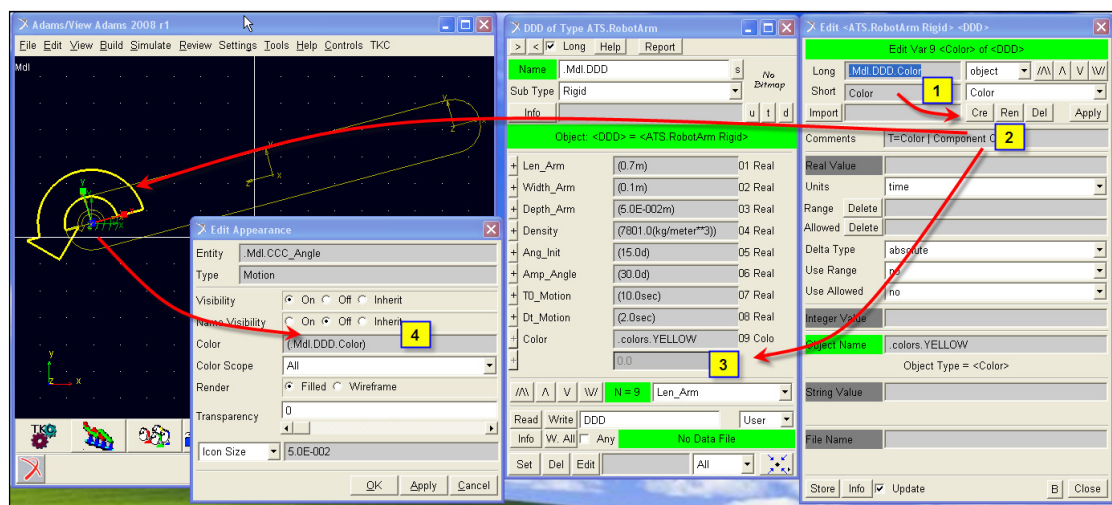 Adams/View Adams 2008 r1
File Edit View Build Simulate Review Settings Tools Help Controls TKC
Mdl
y
z
x
y
x
z
y
x
y
z x
TKC
Edit Appearance
Entity .Mdl.CCC_Angle
Type Motion
Visibility On Off Inherit
Name Visibility On Off Inherit
Color (.Mdl.DDD.Color)
4
Color Scope All
Render Filled Wireframe
Transparency 0
Icon Size 5.0E-002
OK Apply Cancel
DDD of Type ATS.RobotArm
> < Long Help Report
Name .Mdl.DDD s No Bitmap
Sub Type Rigid
Info u t d
Object: <DDD> = <ATS.RobotArm Rigid>
+ Len_Arm (0.7m) 01 Real
+ Width_Arm (0.1m) 02 Real
+ Depth_Arm (5.0E-002m) 03 Real
+ Density (7801.0(kg/meter**3)) 04 Real
+ Ang_Init (15.0d) 05 Real
+ Amp_Angle (30.0d) 06 Real
+ T0_Motion (10.0sec) 07 Real
+ Dt_Motion (2.0sec) 08 Real
+ Color .colors.YELLOW 09 Colo
+ 0.0
3
/\/\ /\ V \\/ N = 9 Len_Arm
Read Write DDD User
Info W. All Any No Data File
Set Del Edit All
Edit <ATS.RobotArm Rigid> <DDD>
Edit Var 9 <Color> of <DDD>
Long .Mdl.DDD.Color object /\/\ /\ V \\/
Short Color 1 Color
Import Cre Ren Del Apply
Comments T=Color | Component 2
Real Value
Units time
Range Delete
Allowed Delete
Delta Type absolute
Use Range no
Use Allowed no
Integer Value
Object Name .colors.YELLOW
Object Type = <Color>
String Value
File Name
Store Info Update B Close